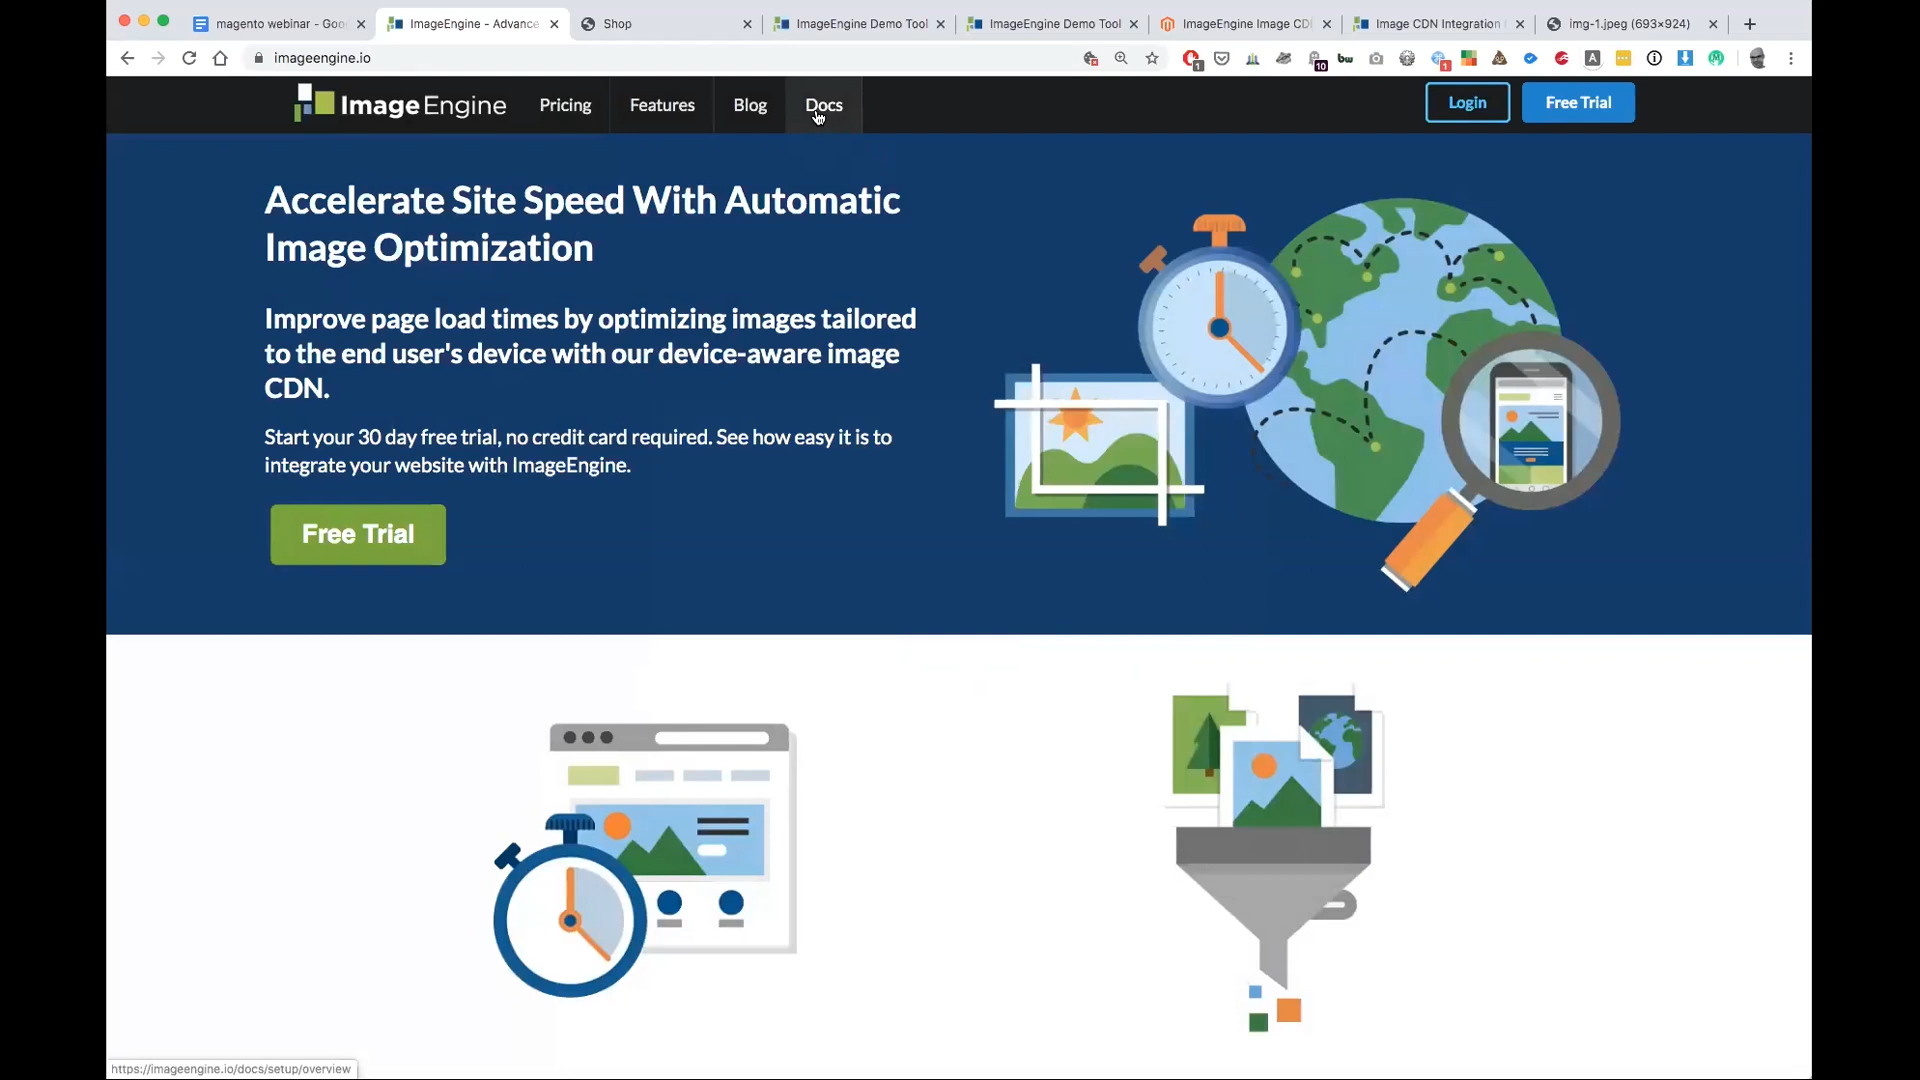 magento webinar - Goo
ImageEngine - Advance
Shop
ImageEngine Demo Tool
ImageEngine Demo Tool
ImageEngine Image CD
Image CDN Integration
img-1.jpeg (693×924)
imageengine.io
1
10
bw
1
A
ImageEngine
Pricing
Features
Blog
Docs
Login
Free Trial
Accelerate Site Speed With Automatic
Image Optimization
Improve page load times by optimizing images tailored
to the end user's device with our device-aware image
CDN.
Start your 30 day free trial, no credit card required. See how easy it is to
integrate your website with ImageEngine.
Free Trial
https://imageengine.io/docs/setup/overview